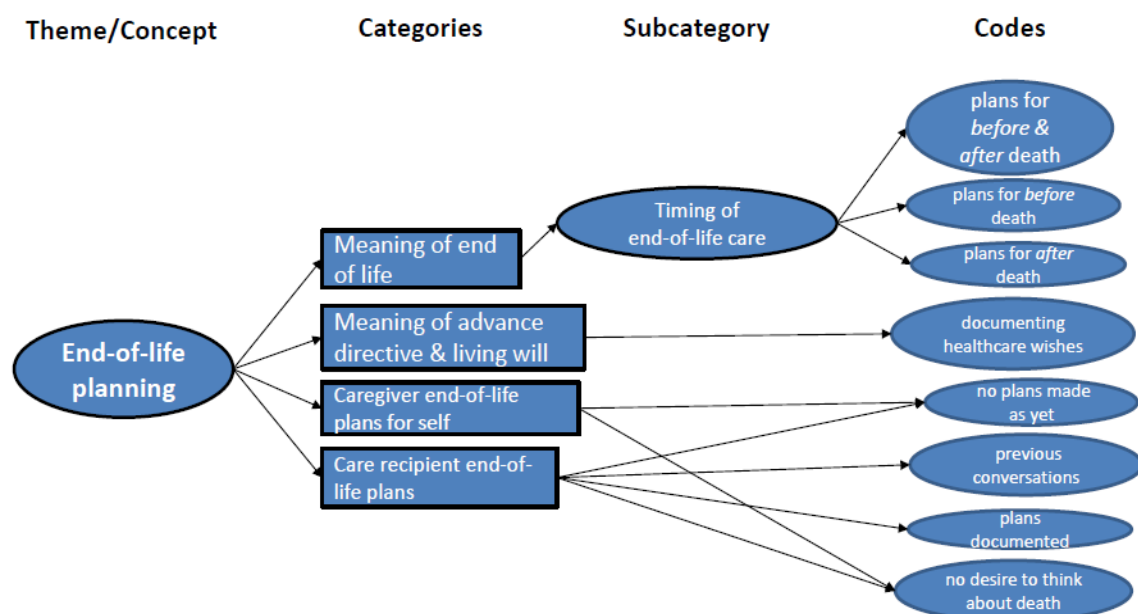 Theme/Concept
Categories
Subcategory
Codes
End-of-life
planning
Meaning of end
of life
Meaning of advance
directive & living will
Caregiver end-of-life
plans for self
Care recipient end-of-
life plans
Timing of
end-of-life care
plans for
before &
after death
plans for before
death
plans for after
death
documenting
healthcare wishes
no plans made
as yet
previous
conversations
plans
documented
no desire to think
about death